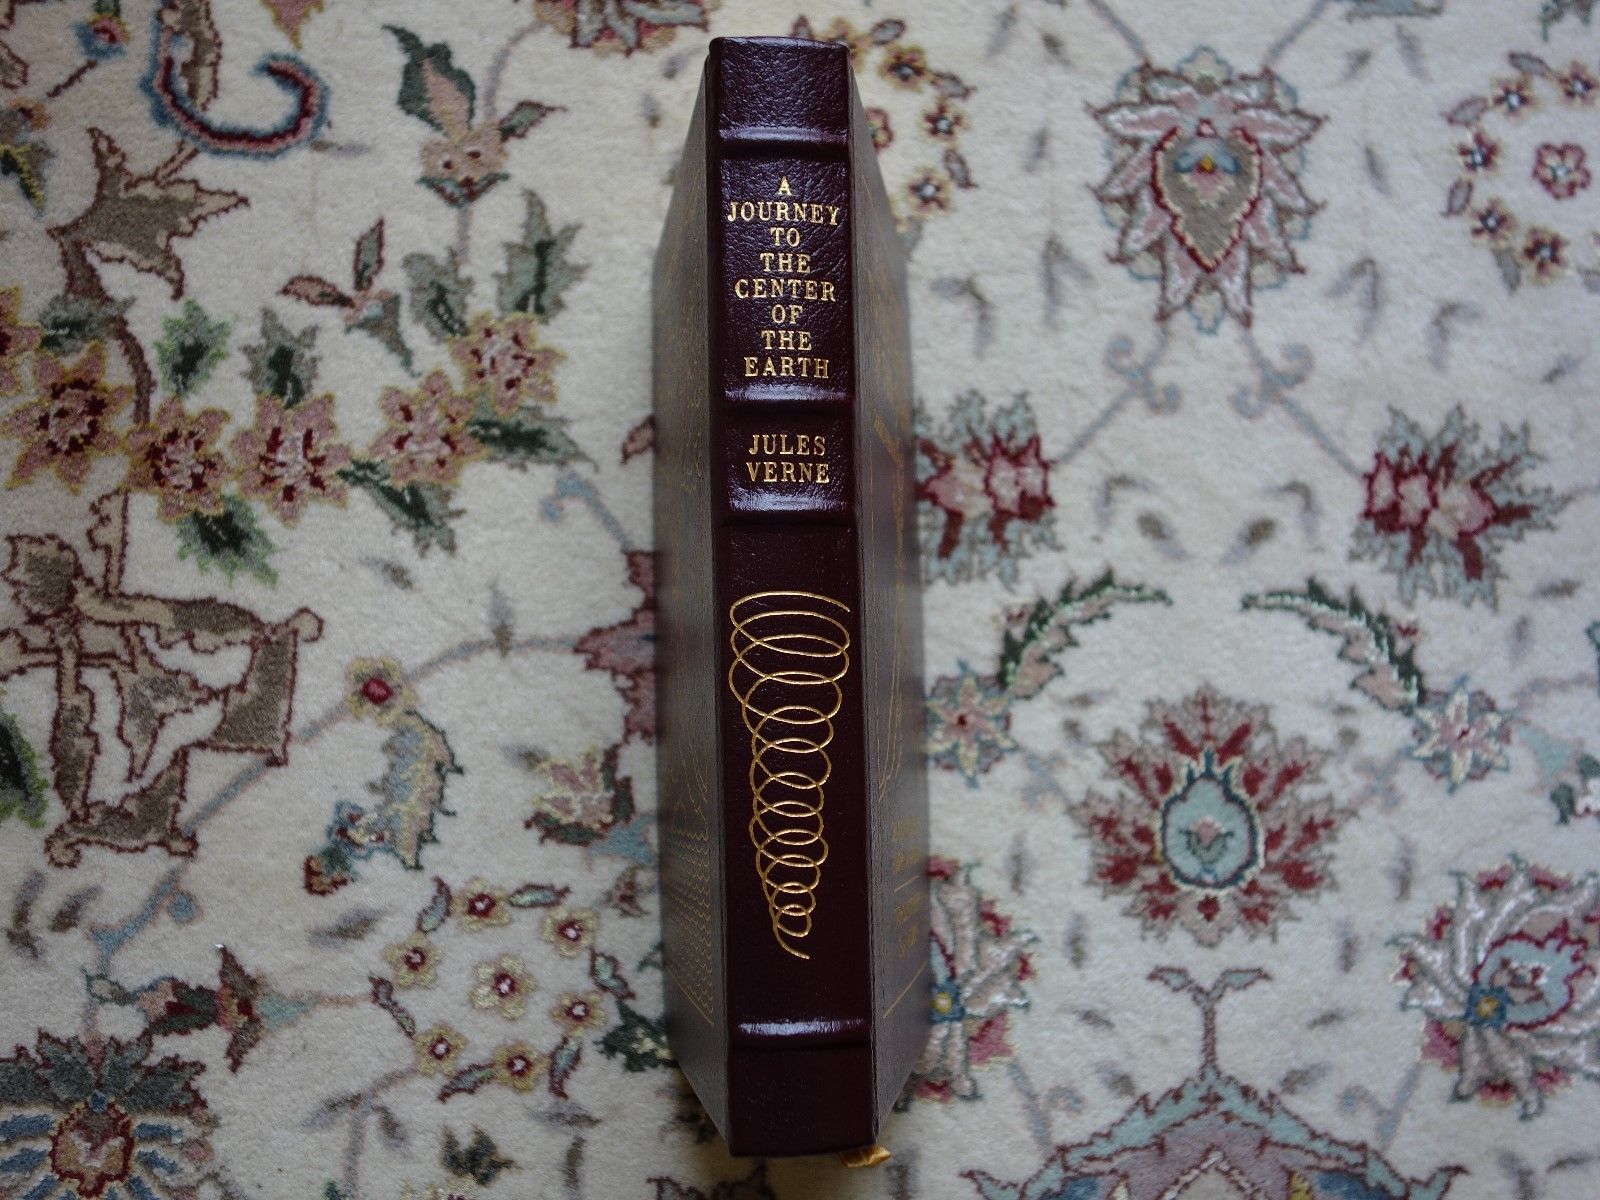 A
JOURNEY
TO
THE
CENTER
OF
THE
EARTH
JULES
VERNE